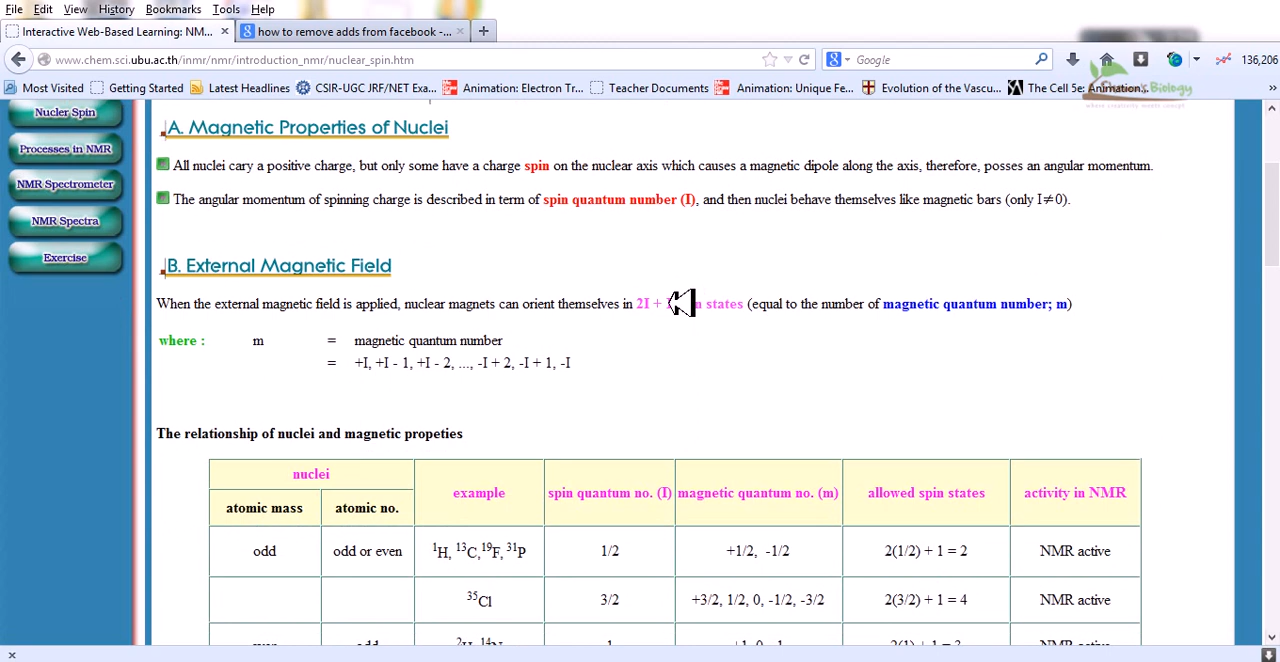 File Edit View History Bookmarks Tools Help
Interactive Web-Based Learning: NM... × how to remove adds from facebook -... × +
www.chem.sci.ubu.ac.th/inmr/nmr/introduction_nmr/nuclear_spin.htm Google 136,206
Most Visited Getting Started Latest Headlines CSIR-UGC JRF/NET Exa... Animation: Electron Tr... Teacher Documents Animation: Unique Fe... Evolution of the Vascu... The Cell 5e: Animation... »
Biology
Nucler Spin
Processes in NMR
NMR Spectrometer
NMR Spectra
Exercise
A. Magnetic Properties of Nuclei
All nuclei cary a positive charge, but only some have a charge spin on the nuclear axis which causes a magnetic dipole along the axis, therefore, posses an angular momentum.
The angular momentum of spinning charge is described in term of spin quantum number (I), and then nuclei behave themselves like magnetic bars (only I≠0).
B. External Magnetic Field
When the external magnetic field is applied, nuclear magnets can orient themselves in 2I + states (equal to the number of magnetic quantum number; m)
where : m = magnetic quantum number
= +I, +I - 1, +I - 2, ..., -I + 2, -I + 1, -I
The relationship of nuclei and magnetic propeties
nuclei example spin quantum no. (I) magnetic quantum no. (m) allowed spin states activity in NMR
atomic mass atomic no.
odd odd or even ¹H, ¹³C,¹⁹F, ³¹P 1/2 +1/2, -1/2 2(1/2) + 1 = 2 NMR active
³⁵Cl 3/2 +3/2, 1/2, 0, -1/2, -3/2 2(3/2) + 1 = 4 NMR active